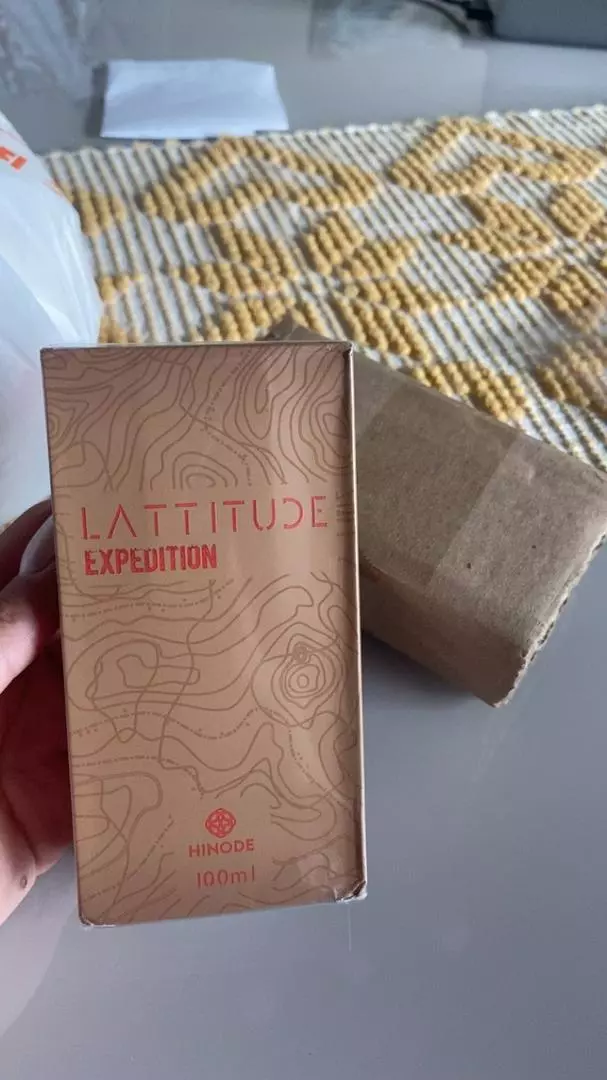 LATTITUDE
EXPEDITION
HINODE
100ml